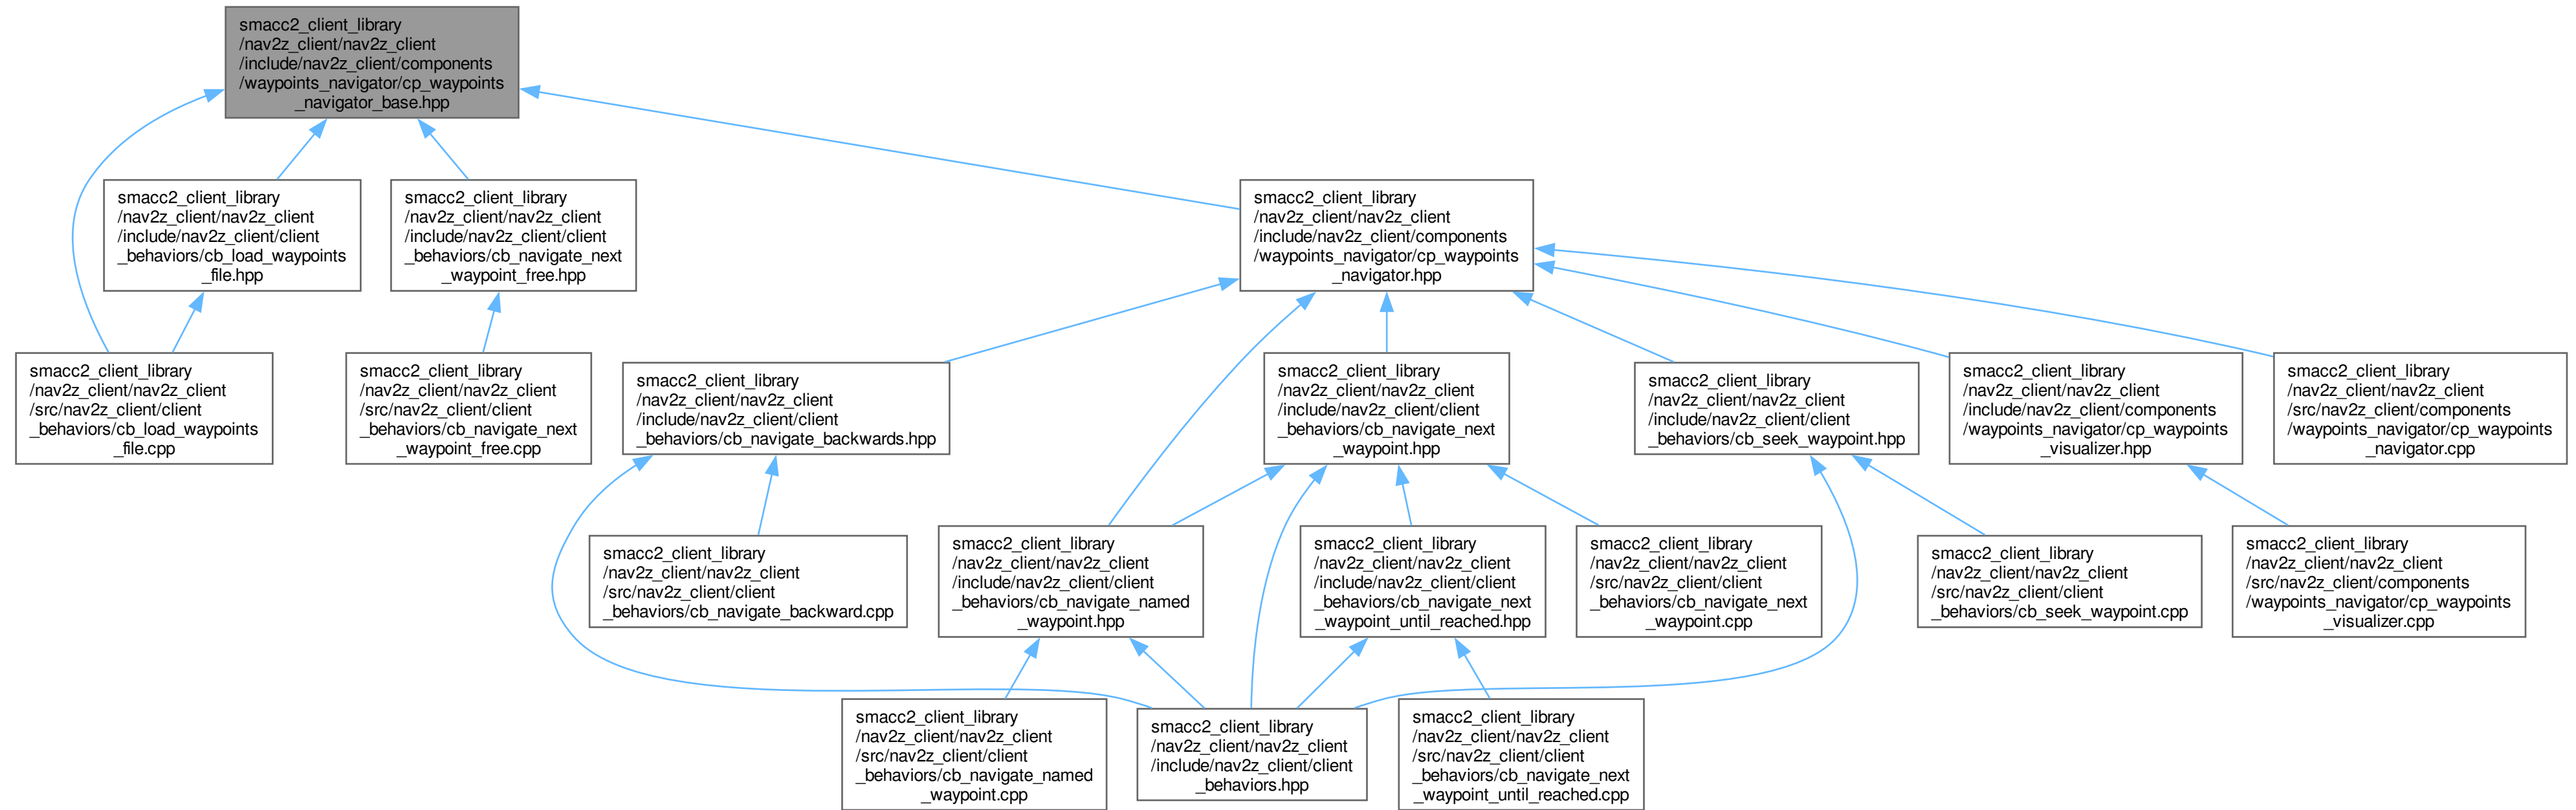 smacc2_client_library
/nav2z_client/nav2z_client
/include/nav2z_client/components
/waypoints_navigator/cp_waypoints
_navigator_base.hpp
smacc2_client_library
/nav2z_client/nav2z_client
/include/nav2z_client/client
_behaviors/cb_load_waypoints
_file.hpp
smacc2_client_library
/nav2z_client/nav2z_client
/include/nav2z_client/client
_behaviors/cb_navigate_next
_waypoint_free.hpp
smacc2_client_library
/nav2z_client/nav2z_client
/include/nav2z_client/components
/waypoints_navigator/cp_waypoints
_navigator.hpp
smacc2_client_library
/nav2z_client/nav2z_client
/src/nav2z_client/client
_behaviors/cb_load_waypoints
_file.cpp
smacc2_client_library
/nav2z_client/nav2z_client
/src/nav2z_client/client
_behaviors/cb_navigate_next
_waypoint_free.cpp
smacc2_client_library
/nav2z_client/nav2z_client
/include/nav2z_client/client
_behaviors/cb_navigate_backwards.hpp
smacc2_client_library
/nav2z_client/nav2z_client
/include/nav2z_client/client
_behaviors/cb_navigate_next
_waypoint.hpp
smacc2_client_library
/nav2z_client/nav2z_client
/include/nav2z_client/client
_behaviors/cb_seek_waypoint.hpp
smacc2_client_library
/nav2z_client/nav2z_client
/include/nav2z_client/components
/waypoints_navigator/cp_waypoints
_visualizer.hpp
smacc2_client_library
/nav2z_client/nav2z_client
/src/nav2z_client/components
/waypoints_navigator/cp_waypoints
_navigator.cpp
smacc2_client_library
/nav2z_client/nav2z_client
/src/nav2z_client/client
_behaviors/cb_navigate_backward.cpp
smacc2_client_library
/nav2z_client/nav2z_client
/include/nav2z_client/client
_behaviors/cb_navigate_named
_waypoint.hpp
smacc2_client_library
/nav2z_client/nav2z_client
/include/nav2z_client/client
_behaviors/cb_navigate_next
_waypoint_until_reached.hpp
smacc2_client_library
/nav2z_client/nav2z_client
/src/nav2z_client/client
_behaviors/cb_navigate_next
_waypoint.cpp
smacc2_client_library
/nav2z_client/nav2z_client
/src/nav2z_client/client
_behaviors/cb_seek_waypoint.cpp
smacc2_client_library
/nav2z_client/nav2z_client
/src/nav2z_client/components
/waypoints_navigator/cp_waypoints
_visualizer.cpp
smacc2_client_library
/nav2z_client/nav2z_client
/src/nav2z_client/client
_behaviors/cb_navigate_named
_waypoint.cpp
smacc2_client_library
/nav2z_client/nav2z_client
/include/nav2z_client/client
_behaviors.hpp
smacc2_client_library
/nav2z_client/nav2z_client
/src/nav2z_client/client
_behaviors/cb_navigate_next
_waypoint_until_reached.cpp